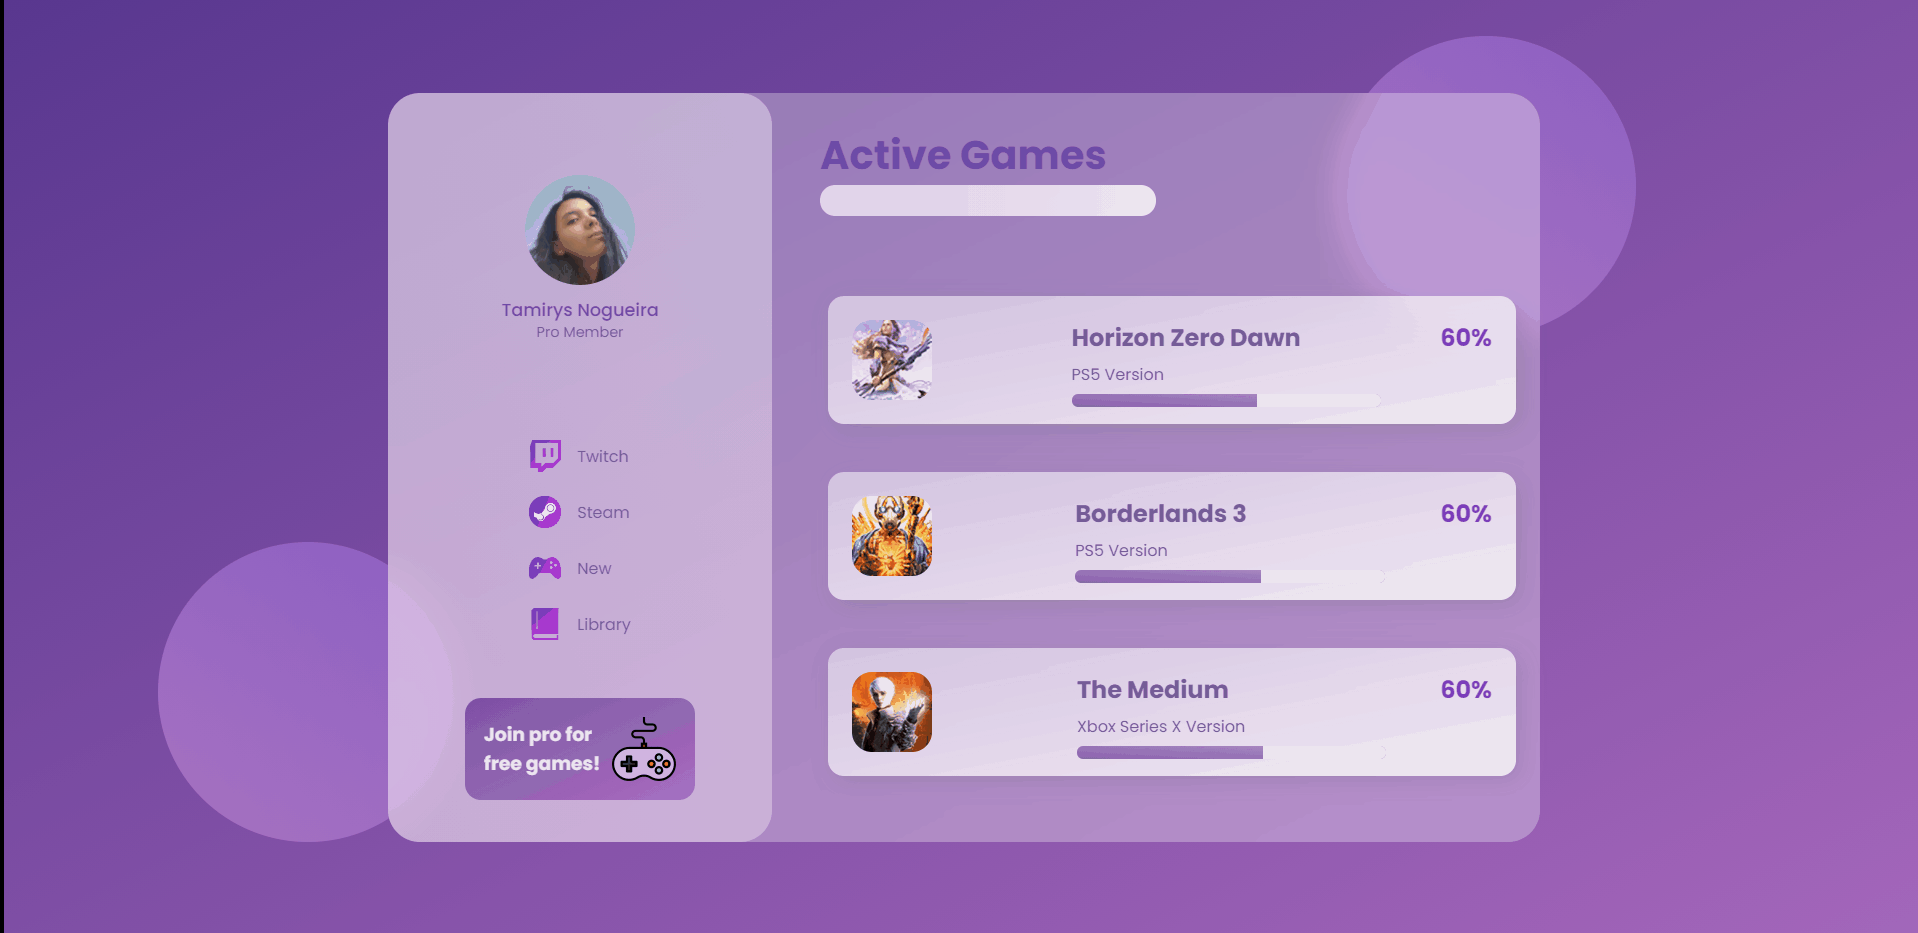 Tamirys Nogueira
Pro Member
Twitch
Steam
New
Library
Join pro for
free games!
Active Games
Horizon Zero Dawn
60%
PS5 Version
Borderlands 3
60%
PS5 Version
The Medium
60%
Xbox Series X Version